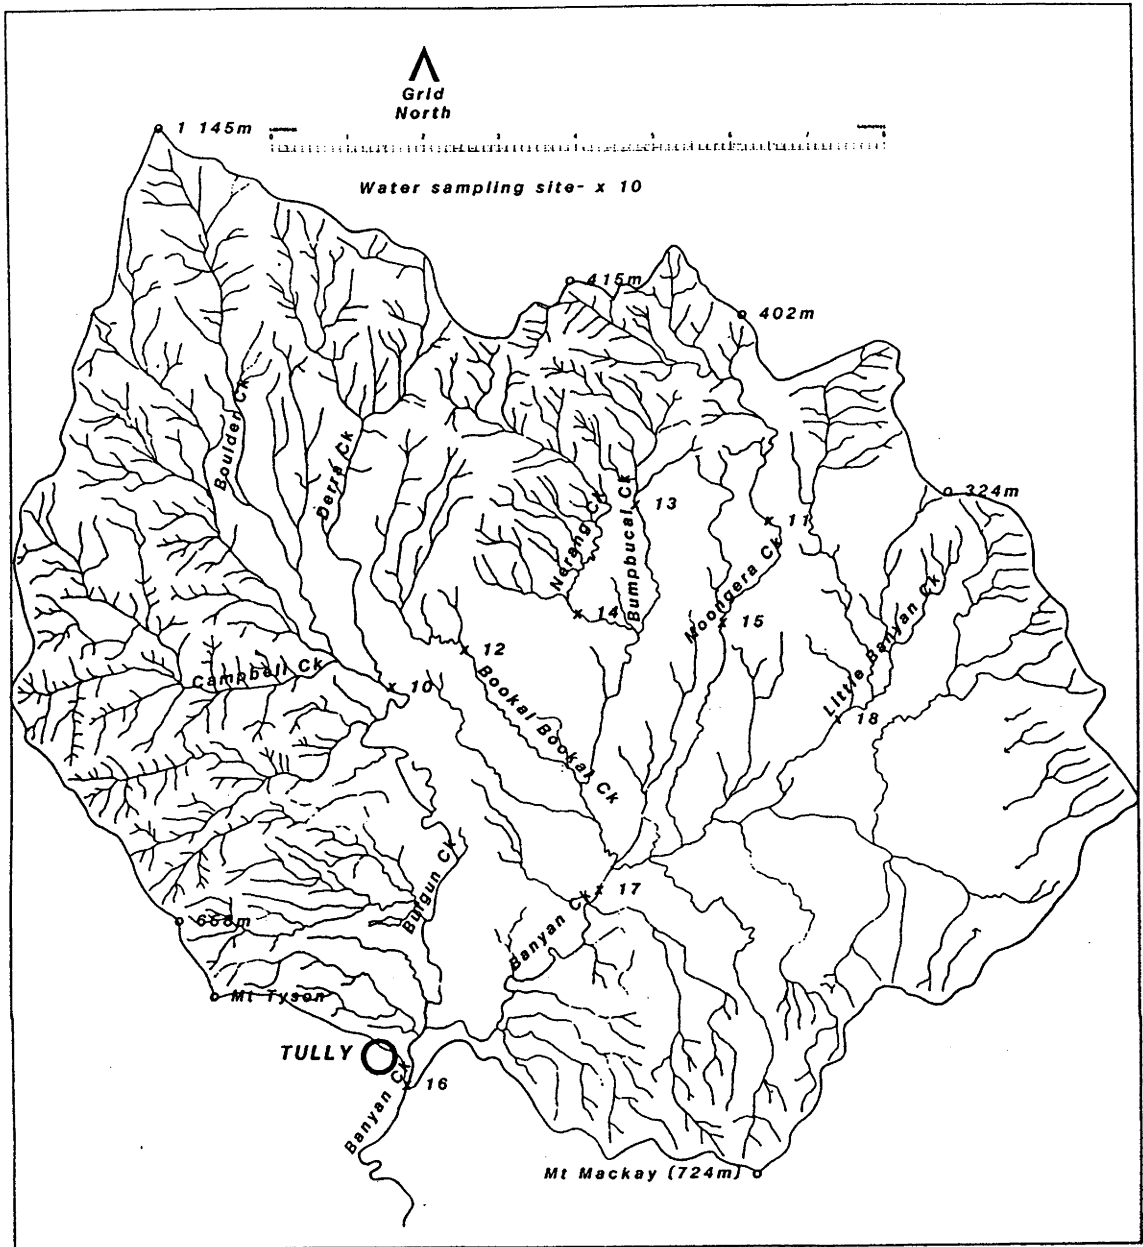 Grid
North
1 145m
Water sampling site- x 10
415m
402m
Boulden Ck
Derra Ck
324m
13
11
Nerang Ck
Bumpbucal Ck
Moongera Ck
14
15
12
Little Banyan Ck
Campbell Ck
10
Bookal Bookal Ck
18
Bulgun Ck
17
Banyan Ck
Mt Tyson
TULLY
16
Banyan Ck
Mt Mackay (724m)